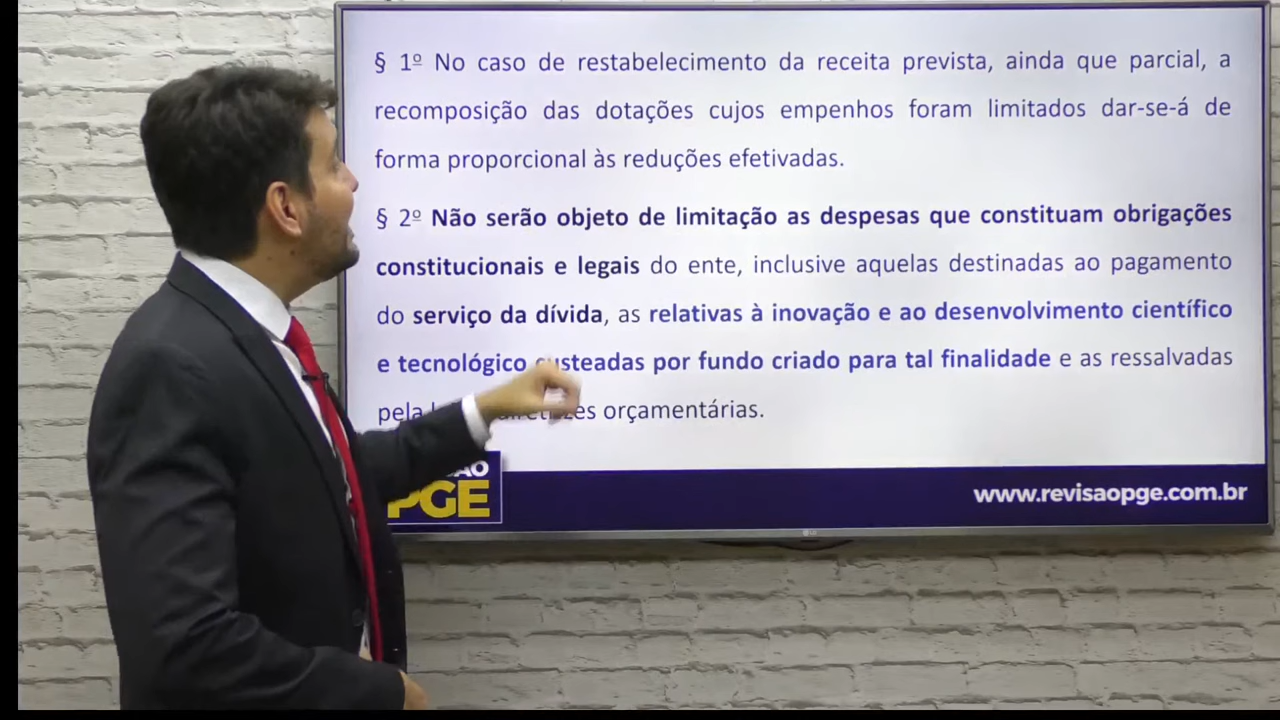 § 1º No caso de restabelecimento da receita prevista, ainda que parcial, a
recomposição das dotações cujos empenhos foram limitados dar-se-á de
forma proporcional às reduções efetivadas.
§ 2º Não serão objeto de limitação as despesas que constituam obrigações
constitucionais e legais do ente, inclusive aquelas destinadas ao pagamento
do serviço da dívida, as relativas à inovação e ao desenvolvimento científico
e tecnológico custeadas por fundo criado para tal finalidade e as ressalvadas
pela orçamentárias.
PGE
www.revisaopge.com.br
LG